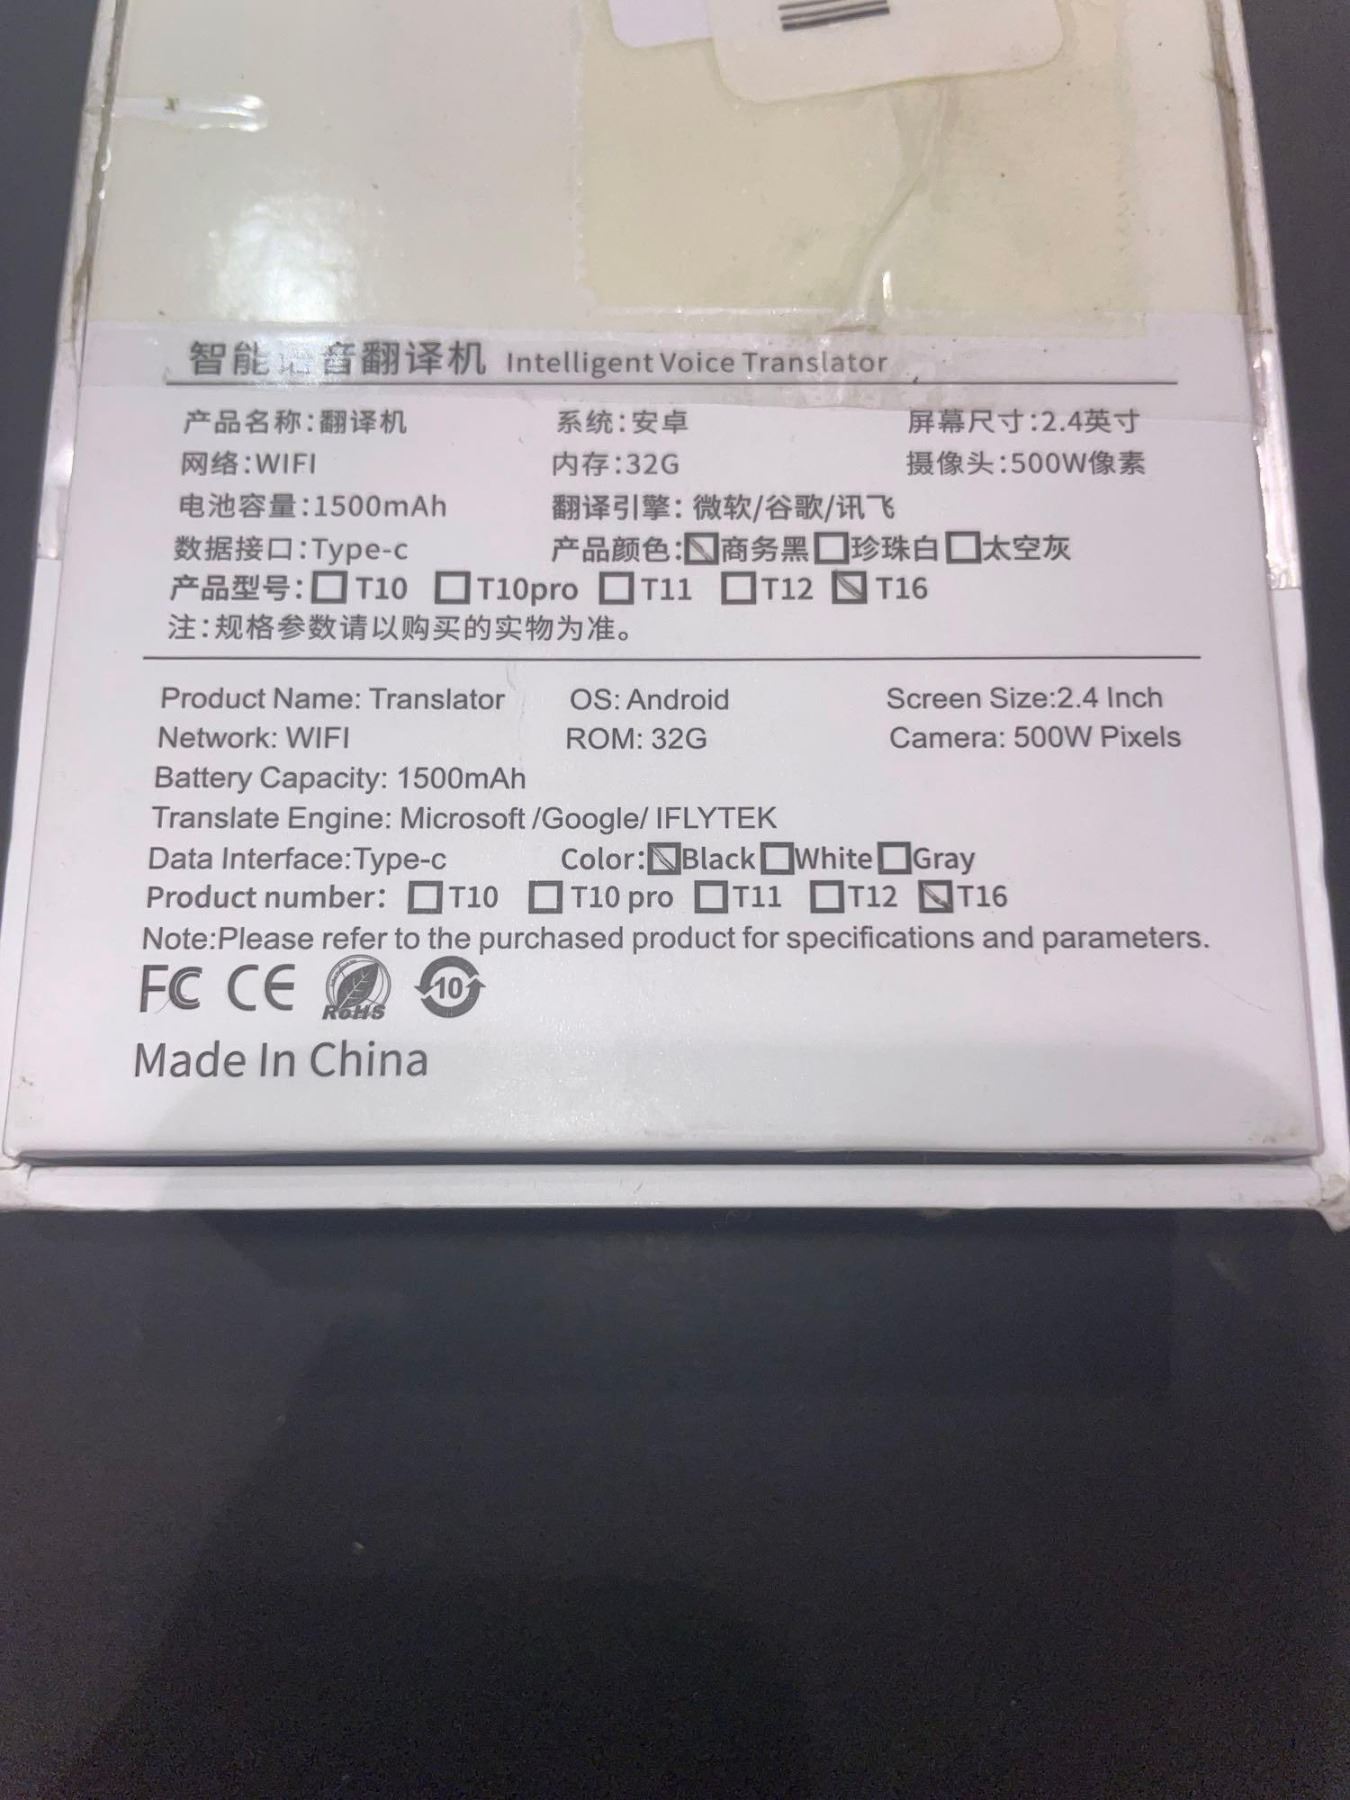 智能语音翻译机 Intelligent Voice Translator
产品名称:翻译机 系统:安卓 屏幕尺寸:2.4英寸
网络:WIFI 内存:32G 摄像头:500W像素
电池容量:1500mAh 翻译引擎: 微软/谷歌/讯飞
数据接口:Type-c 产品颜色:☑商务黑☐珍珠白☐太空灰
产品型号:☐T10 ☐T10pro ☐T11 ☐T12 ☑T16
注:规格参数请以购买的实物为准。
Product Name: Translator OS: Android Screen Size:2.4 Inch
Network: WIFI ROM: 32G Camera: 500W Pixels
Battery Capacity: 1500mAh
Translate Engine: Microsoft /Google/ IFLYTEK
Data Interface:Type-c Color:☑Black☐White☐Gray
Product number: ☐T10 ☐T10 pro ☐T11 ☐T12 ☑T16
Note:Please refer to the purchased product for specifications and parameters.
FC CE RoHS 10
Made In China